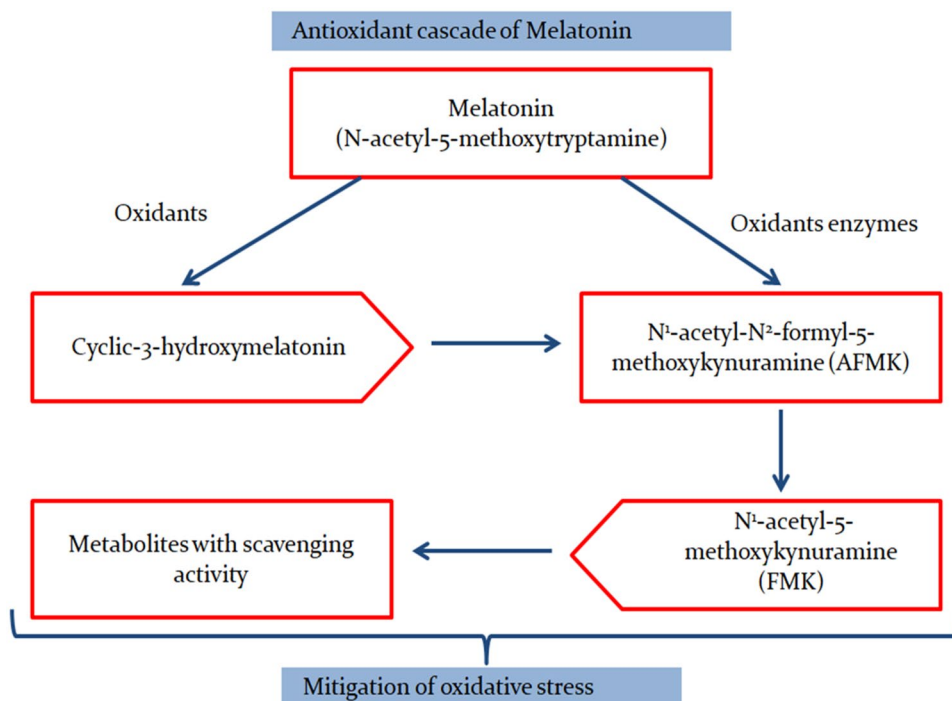 Antioxidant cascade of Melatonin
Melatonin
(N-acetyl-5-methoxytryptamine)
Oxidants
Oxidants enzymes
Cyclic-3-hydroxymelatonin
N¹-acetyl-N²-formyl-5-
methoxykynuramine (AFMK)
Metabolites with scavenging
activity
N¹-acetyl-5-
methoxykynuramine
(FMK)
Mitigation of oxidative stress